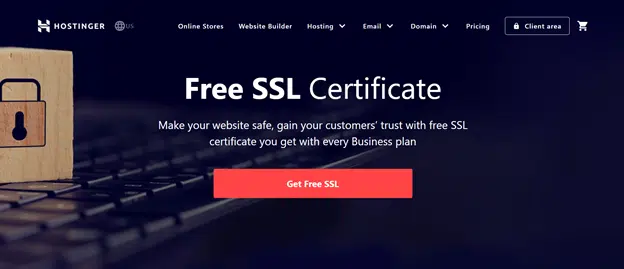 HOSTINGER US Online Stores Website Builder Hosting Email Domain Pricing Client area
Free SSL Certificate
Make your website safe, gain your customers' trust with free SSL
certificate you get with every Business plan
Get Free SSL